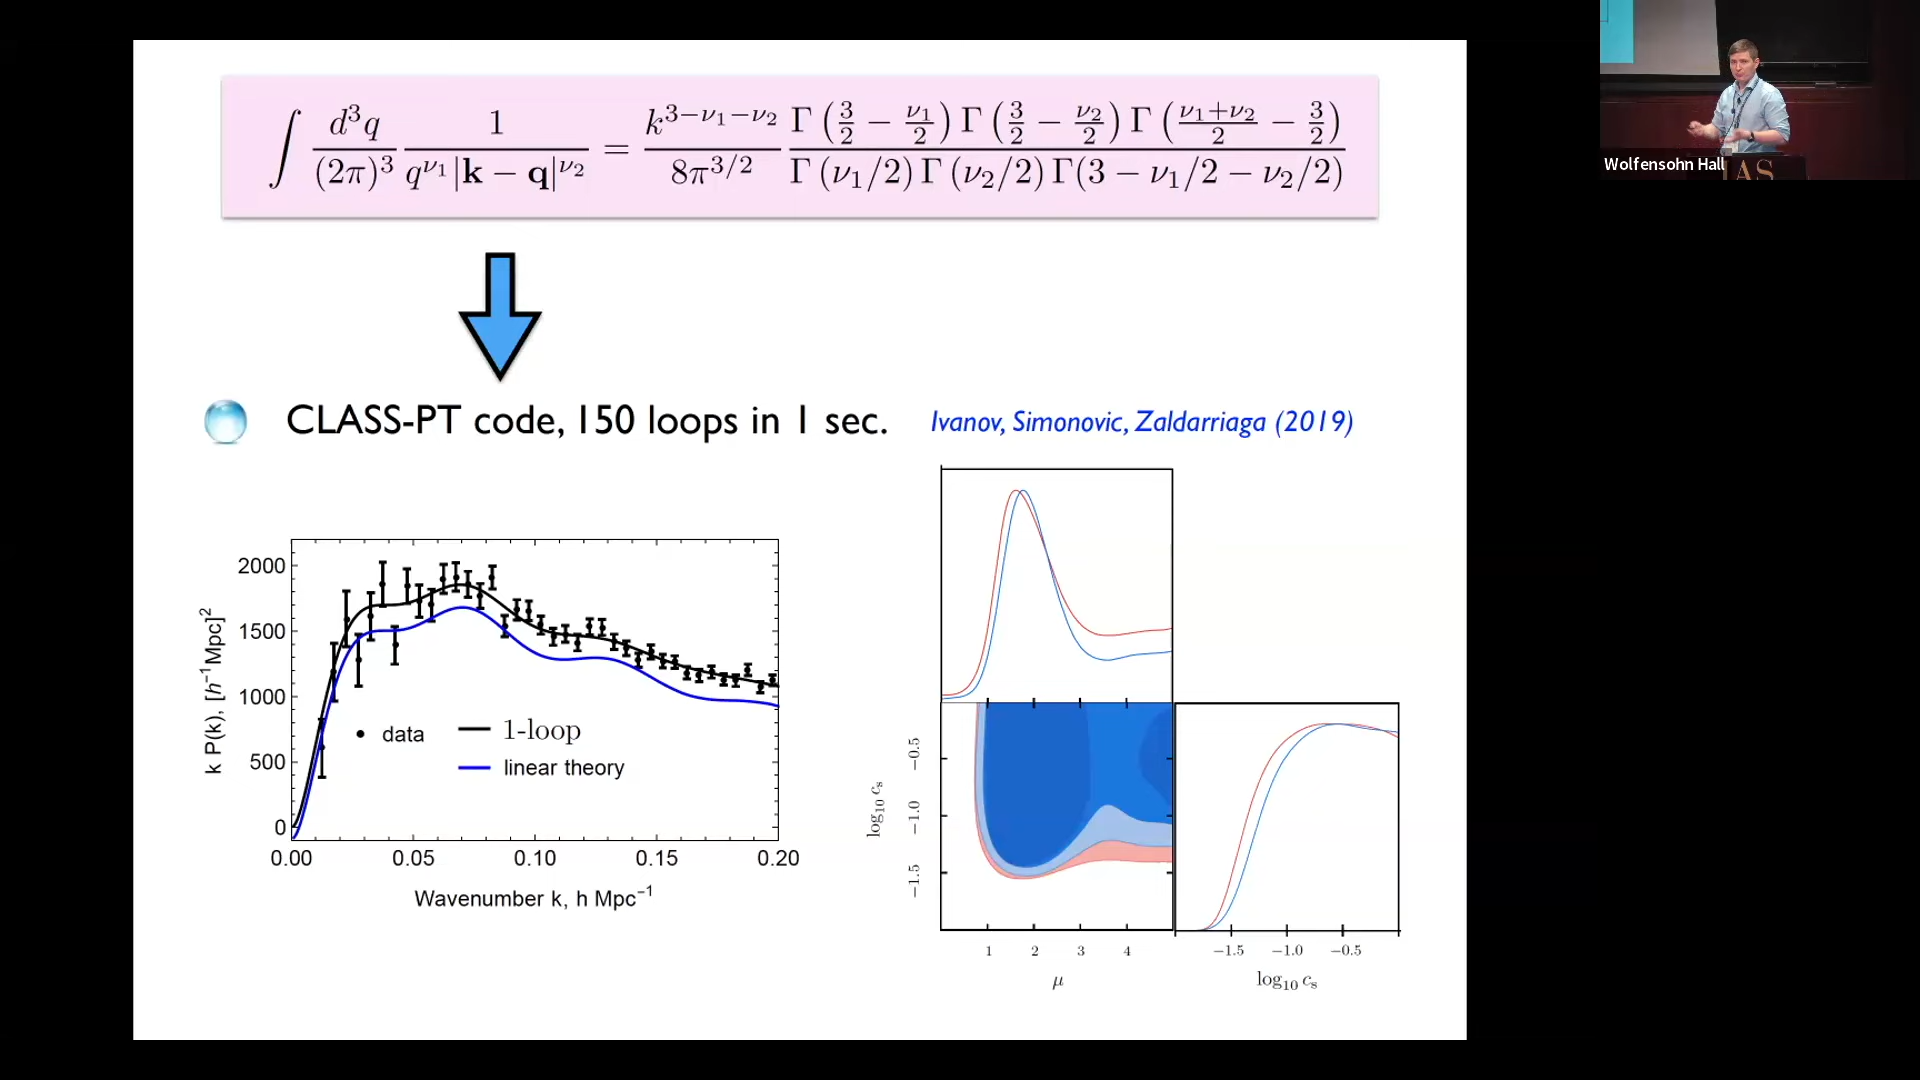 ∫ d³q/(2π)³ 1/(q^ν₁|k − q|^ν₂) = k^(3−ν₁−ν₂)/(8π^(3/2)) Γ(3/2 − ν₁/2) Γ(3/2 − ν₂/2) Γ((ν₁+ν₂)/2 − 3/2) / (Γ(ν₁/2) Γ(ν₂/2) Γ(3 − ν₁/2 − ν₂/2))
Wolfensohn Hall
IAS
CLASS-PT code, 150 loops in 1 sec.
Ivanov, Simonovic, Zaldarriaga (2019)
k P(k), [h⁻¹Mpc]²
2000
1500
1000
500
0
data
1-loop
linear theory
0.00 0.05 0.10 0.15 0.20
Wavenumber k, h Mpc⁻¹
log₁₀ cₛ
−0.5
−1.0
−1.5
1 2 3 4
μ
−1.5 −1.0 −0.5
log₁₀ cₛ